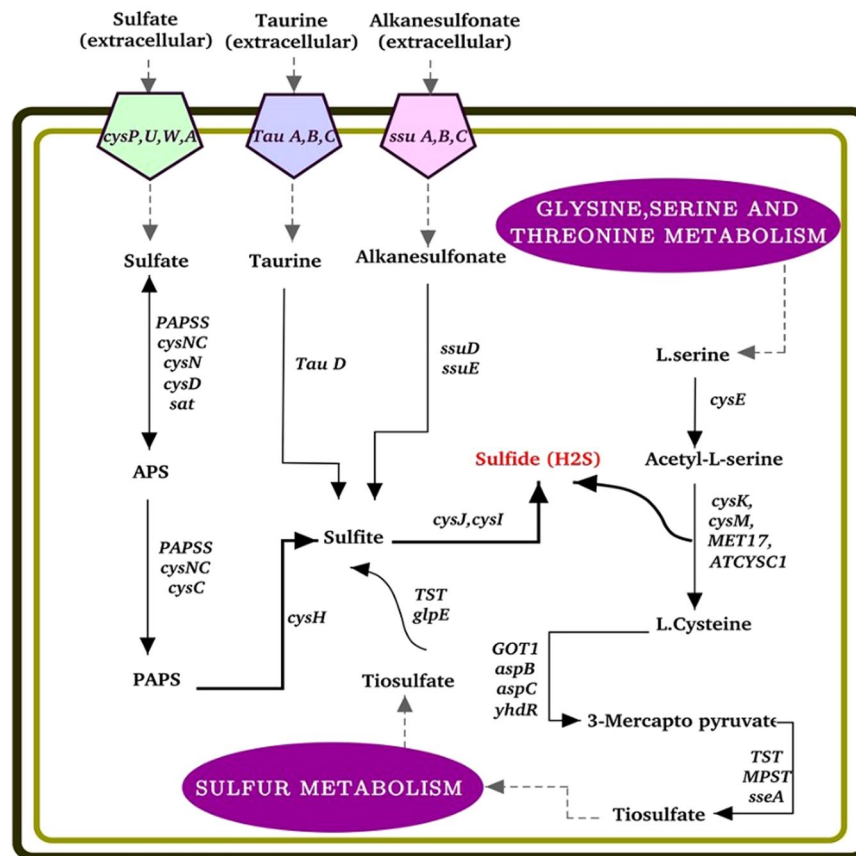 Sulfate
(extracellular)
Taurine
(extracellular)
Alkanesulfonate
(extracellular)
cysP,U,W,A
Tau A,B,C
ssu A,B,C
GLYSINE,SERINE AND
THREONINE METABOLISM
Sulfate
Taurine
Alkanesulfonate
PAPSS
cysNC
cysN
cysD
sat
Tau D
ssuD
ssuE
L.serine
cysE
APS
Sulfide (H2S)
Acetyl-L-serine
cysK,
cysM,
MET17,
ATCYSC1
PAPSS
cysNC
cysC
Sulfite
cysJ,cysI
cysH
TST
glpE
L.Cysteine
GOT1
aspB
aspC
yhdR
PAPS
Tiosulfate
3-Mercapto pyruvate
TST
MPST
sseA
SULFUR METABOLISM
Tiosulfate